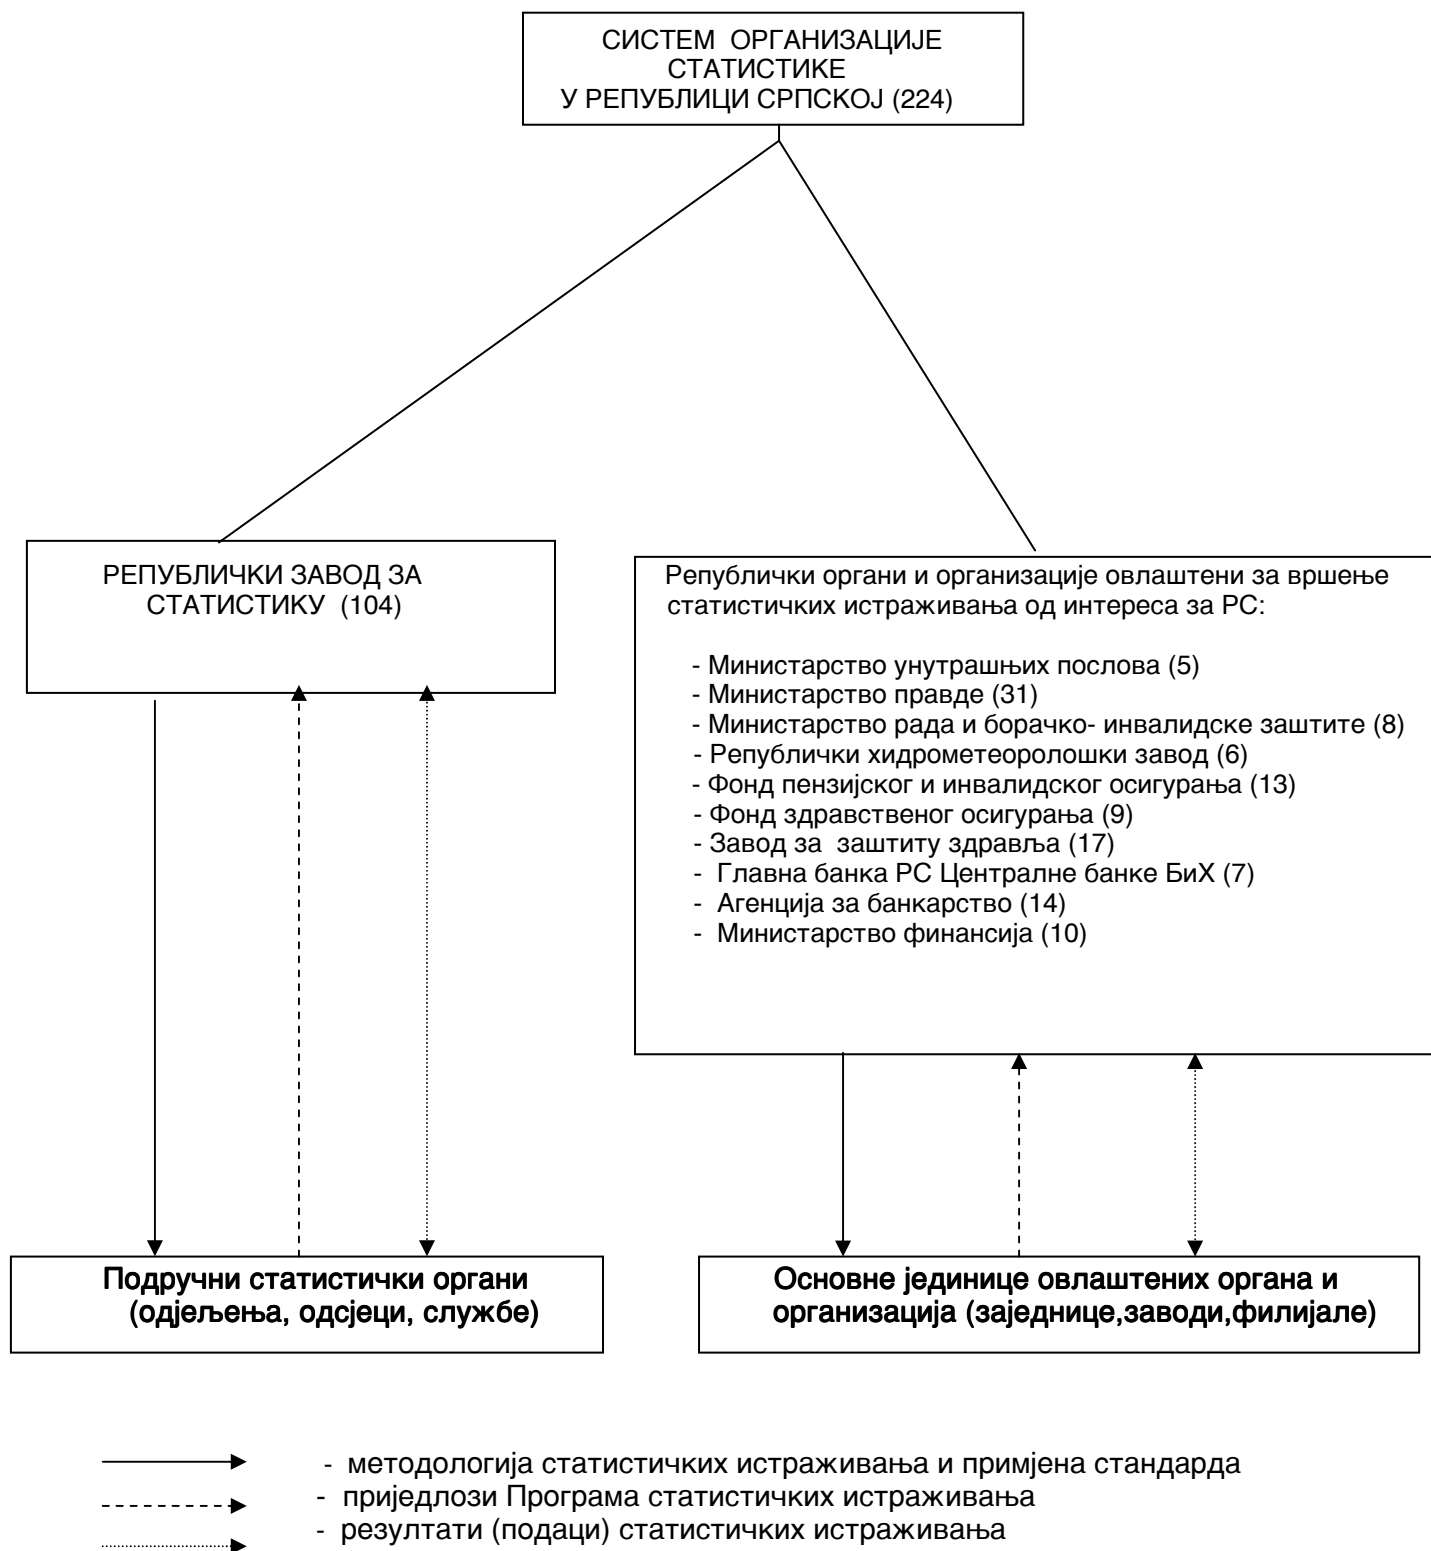 СИСТЕМ ОРГАНИЗАЦИЈЕ
СТАТИСТИКЕ
У РЕПУБЛИЦИ СРПСКОЈ (224)
РЕПУБЛИЧКИ ЗАВОД ЗА
СТАТИСТИКУ (104)
Републички органи и организације овлаштени за вршење
статистичких истраживања од интереса за РС:
- Министарство унутрашњих послова (5)
- Министарство правде (31)
- Министарство рада и борачко- инвалидске заштите (8)
- Републички хидрометеоролошки завод (6)
- Фонд пензијског и инвалидског осигурања (13)
- Фонд здравственог осигурања (9)
- Завод за заштиту здравља (17)
- Главна банка РС Централне банке БиХ (7)
- Агенција за банкарство (14)
- Министарство финансија (10)
Подручни статистички органи
(одјељења, одсјеци, службе)
Основне јединице овлаштених органа и
организација (заједнице,заводи,филијале)
- методологија статистичких истраживања и примјена стандарда
- приједлози Програма статистичких истраживања
- резултати (подаци) статистичких истраживања